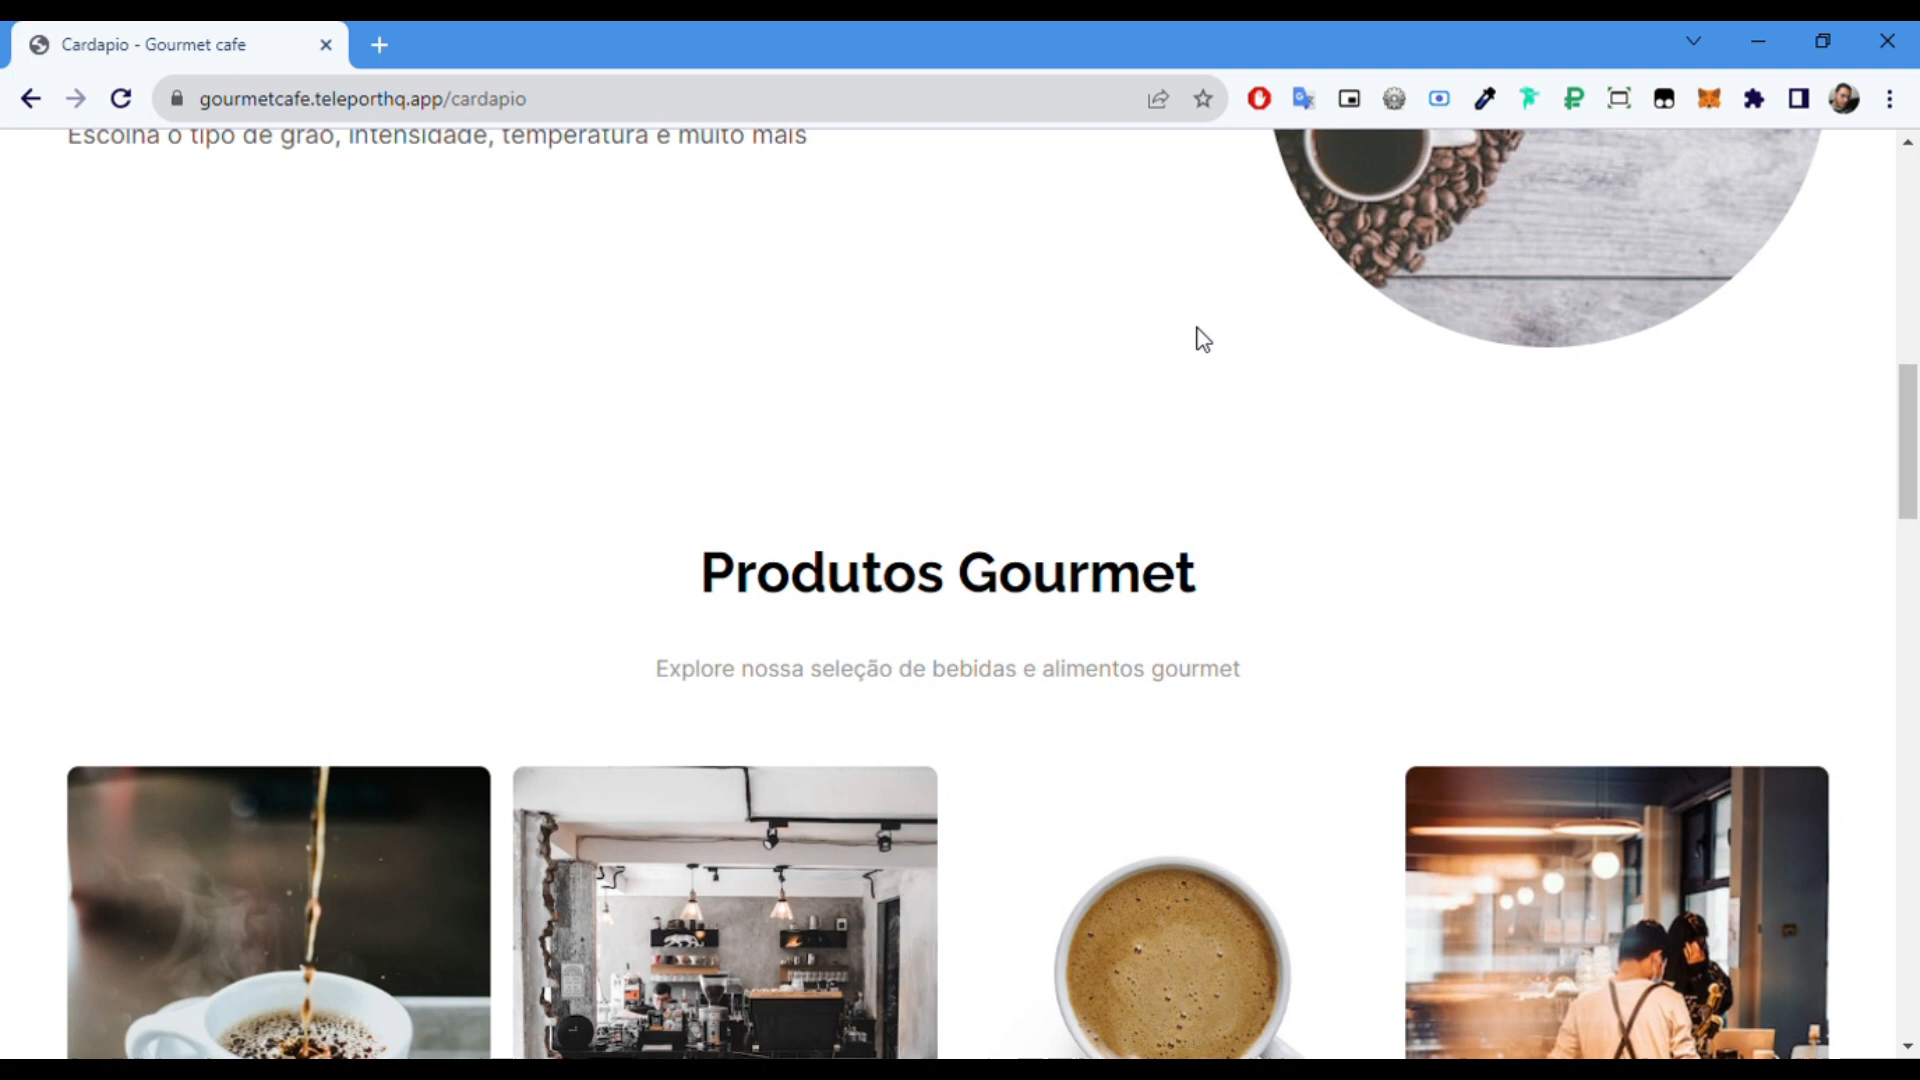 Cardapio - Gourmet cafe
gourmetcafe.teleporthq.app/cardapio
Escolha o tipo de grão, intensidade, temperatura e muito mais
Produtos Gourmet
Explore nossa seleção de bebidas e alimentos gourmet